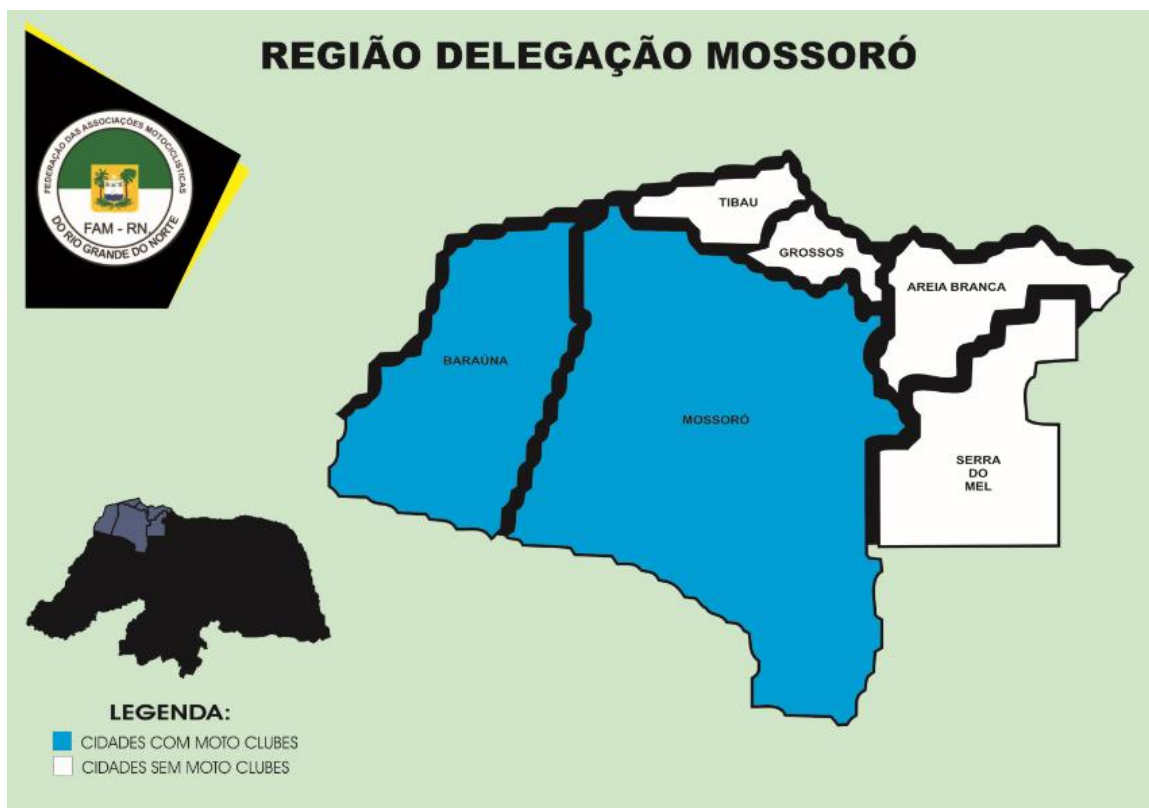 REGIÃO DELEGAÇÃO MOSSORÓ
FEDERAÇÃO DAS ASSOCIAÇÕES MOTOCICLISTICAS
FAM - RN
DO RIO GRANDE DO NORTE
TIBAU
GROSSOS
AREIA BRANCA
BARAÚNA
MOSSORÓ
SERRA
DO
MEL
LEGENDA:
CIDADES COM MOTO CLUBES
CIDADES SEM MOTO CLUBES